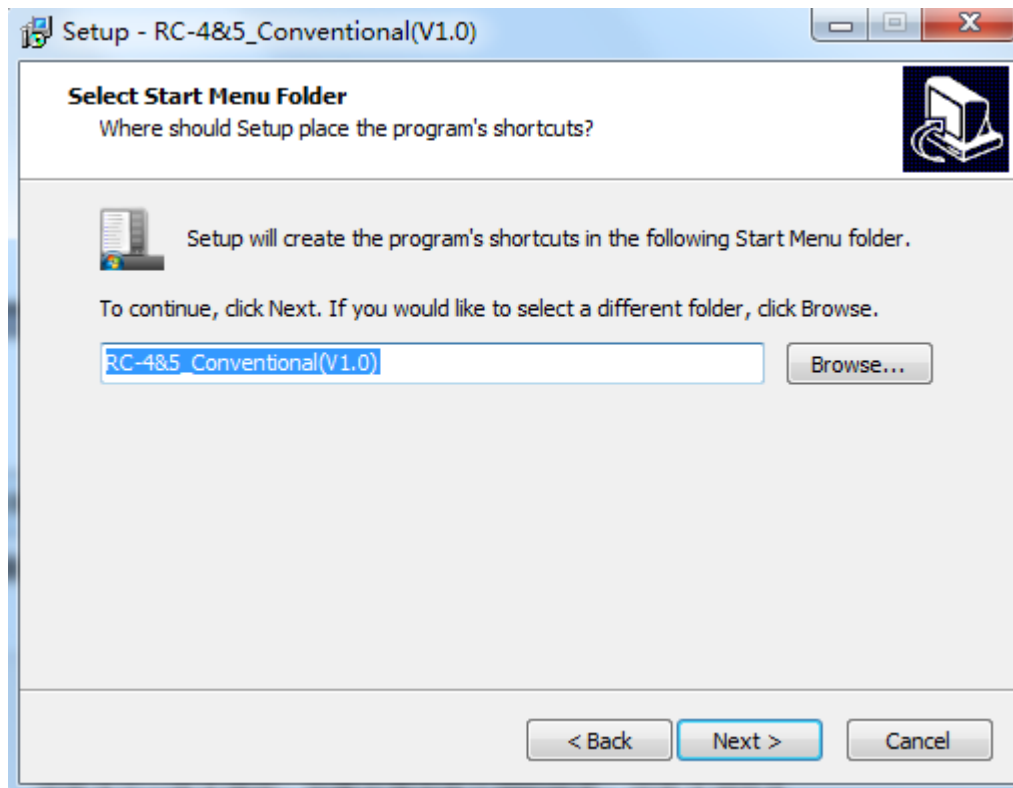 Setup - RC-4&5_Conventional(V1.0)
Select Start Menu Folder
Where should Setup place the program's shortcuts?
Setup will create the program's shortcuts in the following Start Menu folder.
To continue, click Next. If you would like to select a different folder, click Browse.
RC-4&5_Conventional(V1.0)
Browse...
< Back
Next >
Cancel